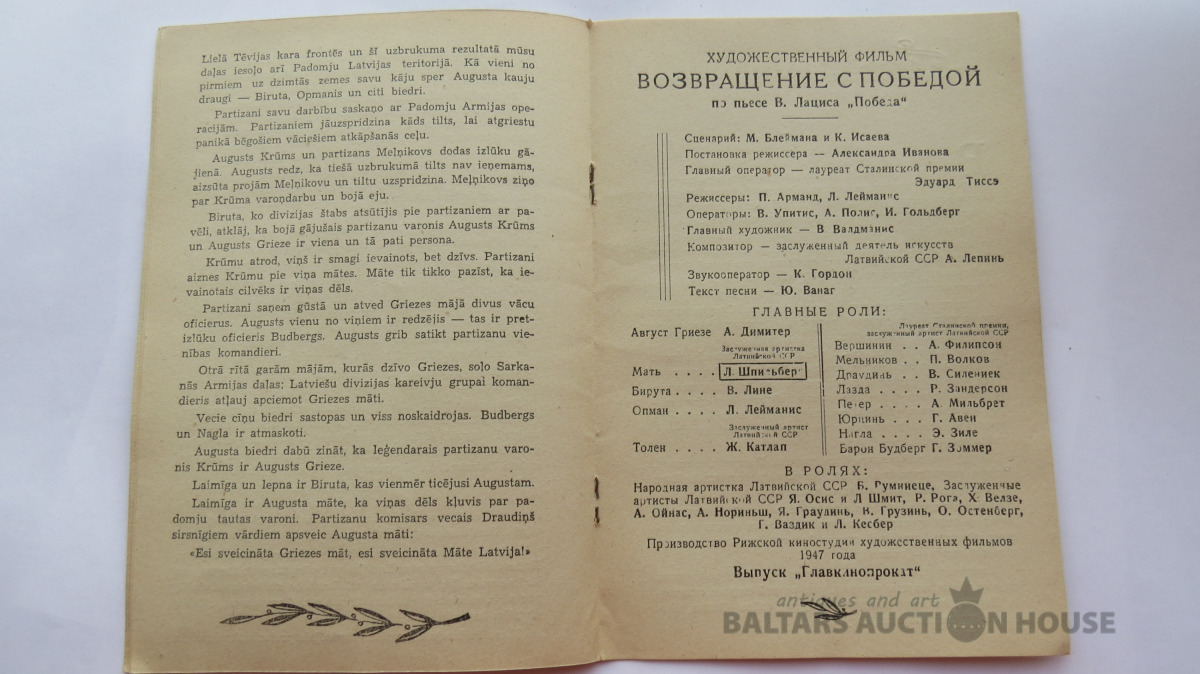 Lielā Tēvijas kara frontēs un šī uzbrukuma rezultatā mūsu
daļas iesoļo arī Padomju Latvijas teritorijā. Kā vieni no
pirmiem uz dzimtās zemes savu kāju sper Augusta kauju
draugi — Biruta, Opmanis un citi biedri.
Partizani savu darbību saskaņo ar Padomju Armijas ope-
racijām. Partizaniem jāuzspridzina kāds tilts, lai atgriestu
panikā bēgošiem vāciešiem atkāpšanās ceļu.
Augusts Krūms un partizans Meļņikovs dodas izlūku gā-
jienā. Augusts redz, ka tiešā uzbrukumā tilts nav ieņemams,
aizsūta projām Meļņikovu un tiltu uzspridzina. Meļņikovs ziņo
par Krūma varoņdarbu un bojā eju.
Biruta, ko divizijas štabs atsūtījis pie partizaniem ar pa-
vēli, atklāj, ka bojā gājušais partizanu varonis Augusts Krūms
un Augusts Grieze ir viena un tā pati persona.
Krūmu atrod, viņš ir smagi ievainots, bet dzīvs. Partizani
aiznes Krūmu pie viņa mātes. Māte tik tikko pazīst, ka ie-
vainotais cilvēks ir viņas dēls.
Partizani saņem gūstā un atved Griezes mājā divus vācu
oficierus. Augusts vienu no viņiem ir redzējis — tas ir pret-
izlūku oficieris Budbergs. Augusts grib satikt partizanu vie-
nības komandieri.
Otrā rītā garām mājām, kurās dzīvo Griezes, soļo Sarka-
nās Armijas daļas; Latviešu divizijas kareivju grupai koman-
dieris atļauj apciemot Griezes māti.
Vecie cīņu biedri sastopas un viss noskaidrojas. Budbergs
un Nagla ir atmaskoti.
Augusta biedri dabū zināt, ka leģendarais partizanu varo-
nis Krūms ir Augusts Grieze.
Laimīga un lepna ir Biruta, kas vienmēr ticējusi Augustam.
Laimīga ir Augusta māte, ka viņas dēls kļuvis par pa-
domju tautas varoni. Partizanu komisars vecais Draudiņš
sirsnīgiem vārdiem apsveic Augusta māti:
«Esi sveicināta Griezes māt, esi sveicināta Māte Latvija!»
ХУДОЖЕСТВЕННЫЙ ФИЛЬМ
ВОЗВРАЩЕНИЕ С ПОБЕДОЙ
по пьесе В. Лациса „Победа“
Сценарий: М. Блеймана и К. Исаева
Постановка режиссера — Александра Иванова
Главный оператор — лауреат Сталинской премии
Эдуард Тиссэ
Режиссеры: П. Арманд, Л. Лейманис
Операторы: В. Упитис, А. Полис, И. Гольдберг
Главный художник — В Валдмэнис
Композитор — заслуженный деятель искусств
Латвийской ССР А. Лепинь
Звукооператор — К. Гордон
Текст песни — Ю. Ванаг
ГЛАВНЫЕ РОЛИ:
Август Гриезе А. Димитер
Заслуженная артистка
Латвийской ССР
Мать . . . . Л. Шпильберг
Бирута . . . . В. Лине
Опман . . . . Л. Лейманис
Заслуженный артист
Латвийской ССР
Толен . . . . Ж. Катлап
Лауреат Сталинской премии,
заслуженный артист Латвийской ССР
Вершинин . . А. Филипсон
Мельников . . П. Волков
Драудинь . . В. Силениек
Лазда . . . . Р. Зандерсон
Петер . . . . А. Мильбрет
Юринь . . . Г. Авен
Нагла . . . . Э. Зиле
Барон Будберг Г. Зоммер
В РОЛЯХ:
Народная артистка Латвийской ССР Б. Румниеце, Заслуженные
артисты Латвийской ССР Я. Осис и Л Шмит, Р. Рога, Х. Велзе,
А. Ойнас, А. Нориньш, Я. Граудинь, В. Грузинь, О. Остенберг,
Г. Ваздик и Л. Кесбер
Производство Рижской киностудии художественных фильмов
1947 года
Выпуск „Главкинопрокат“
antiques and art
BALTARS AUCTION HOUSE